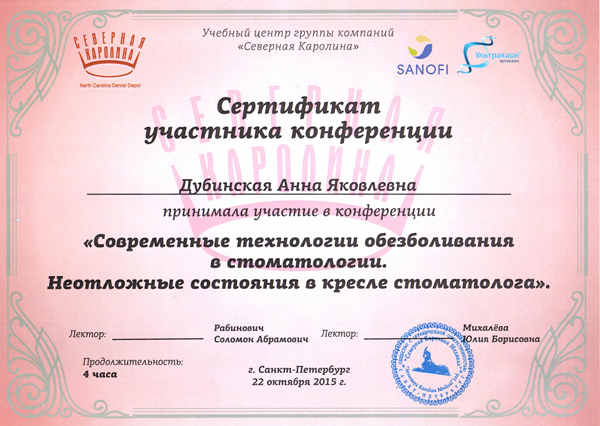 Учебный центр группы компаний
«Северная Каролина»
СЕВЕРНАЯ
КАРОЛИНА
North Carolina Dental Depot
SANOFI
Ультракаин
артикаин
Сертификат
участника конференции
СЕВЕРНАЯ
КАРОЛИНА
Дубинская Анна Яковлевна
принимала участие в конференции
«Современные технологии обезболивания
в стоматологии.
Неотложные состояния в кресле стоматолога».
Лектор:
Рабинович
Соломон Абрамович
Лектор:
Михалёва
Юлия Борисовна
Продолжительность:
4 часа
г. Санкт-Петербург
22 октября 2015 г.